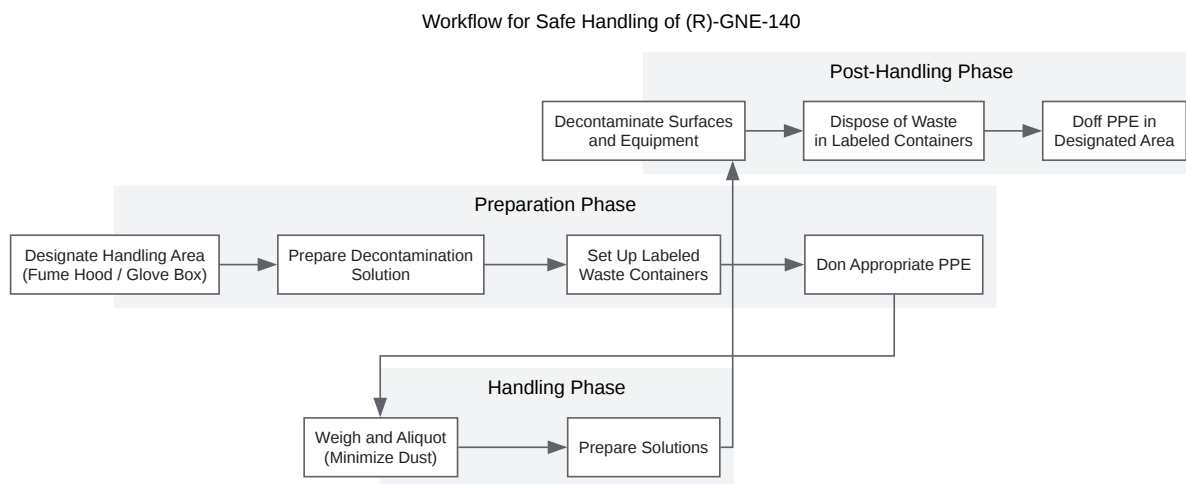 Workflow for Safe Handling of (R)-GNE-140
Post-Handling Phase
Decontaminate Surfaces
and Equipment
Dispose of Waste
in Labeled Containers
Doff PPE in
Designated Area
Preparation Phase
Designate Handling Area
(Fume Hood / Glove Box)
Prepare Decontamination
Solution
Set Up Labeled
Waste Containers
Don Appropriate PPE
Handling Phase
Weigh and Aliquot
(Minimize Dust)
Prepare Solutions